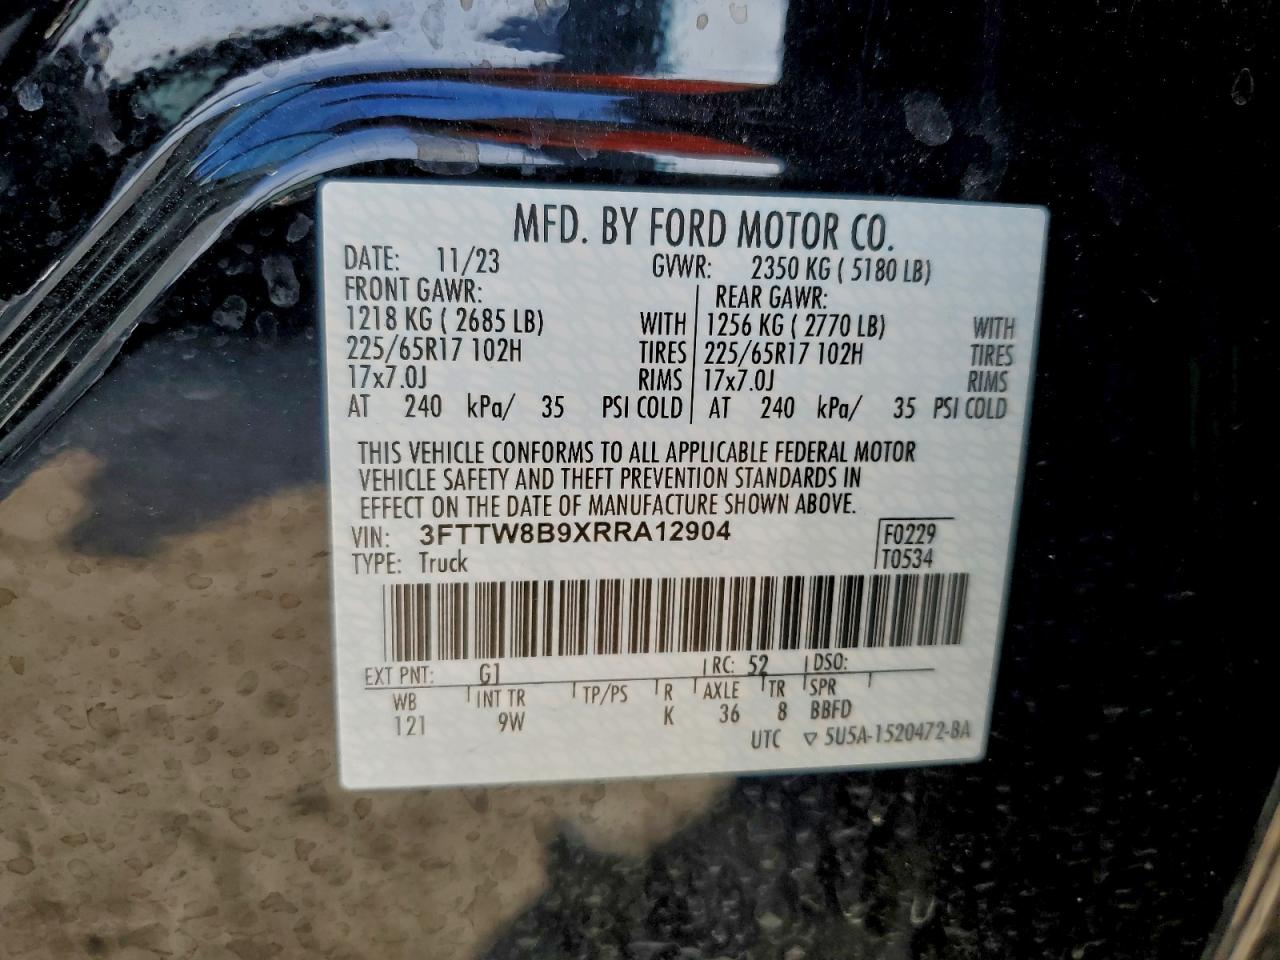 MFD. BY FORD MOTOR CO.
DATE: 11/23 GVWR: 2350 KG ( 5180 LB)
FRONT GAWR: REAR GAWR:
1218 KG ( 2685 LB) WITH 1256 KG ( 2770 LB) WITH
225/65R17 102H TIRES 225/65R17 102H TIRES
17x7.0J RIMS 17x7.0J RIMS
AT 240 kPa/ 35 PSI COLD AT 240 kPa/ 35 PSI COLD
THIS VEHICLE CONFORMS TO ALL APPLICABLE FEDERAL MOTOR
VEHICLE SAFETY AND THEFT PREVENTION STANDARDS IN
EFFECT ON THE DATE OF MANUFACTURE SHOWN ABOVE.
VIN: 3FTTW8B9XRRA12904 F0229
TYPE: Truck T0534
EXT PNT: G1 RC: 52 DSO:
WB INT TR TP/PS R AXLE TR SPR
121 9W K 36 8 BBFD
UTC ▽ 5U5A-1520472-BA